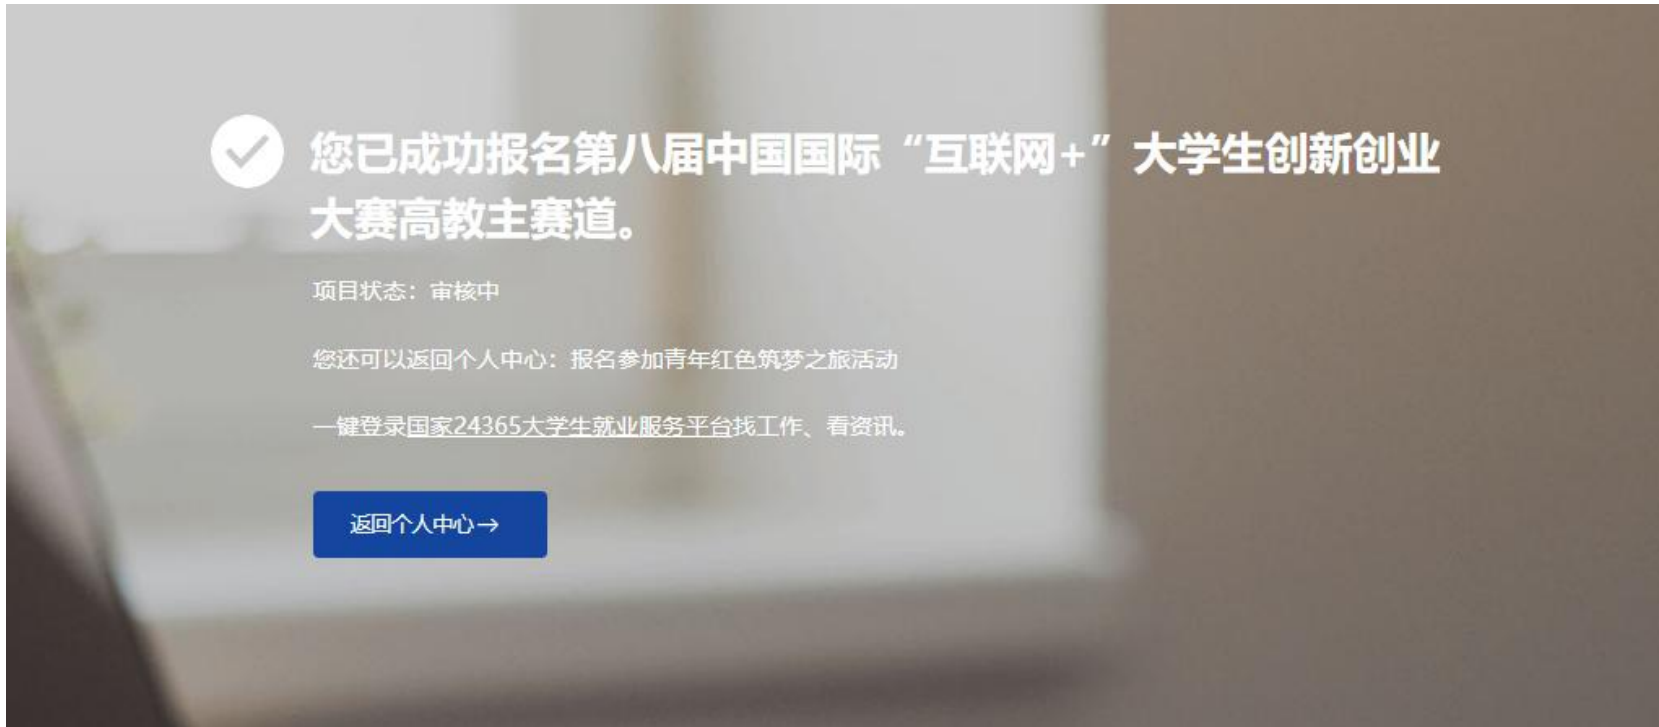 您已成功报名第八届中国国际“互联网+”大学生创新创业
大赛高教主赛道。
项目状态：审核中
您还可以返回个人中心：报名参加青年红色筑梦之旅活动
一键登录国家24365大学生就业服务平台找工作、看资讯。
返回个人中心→